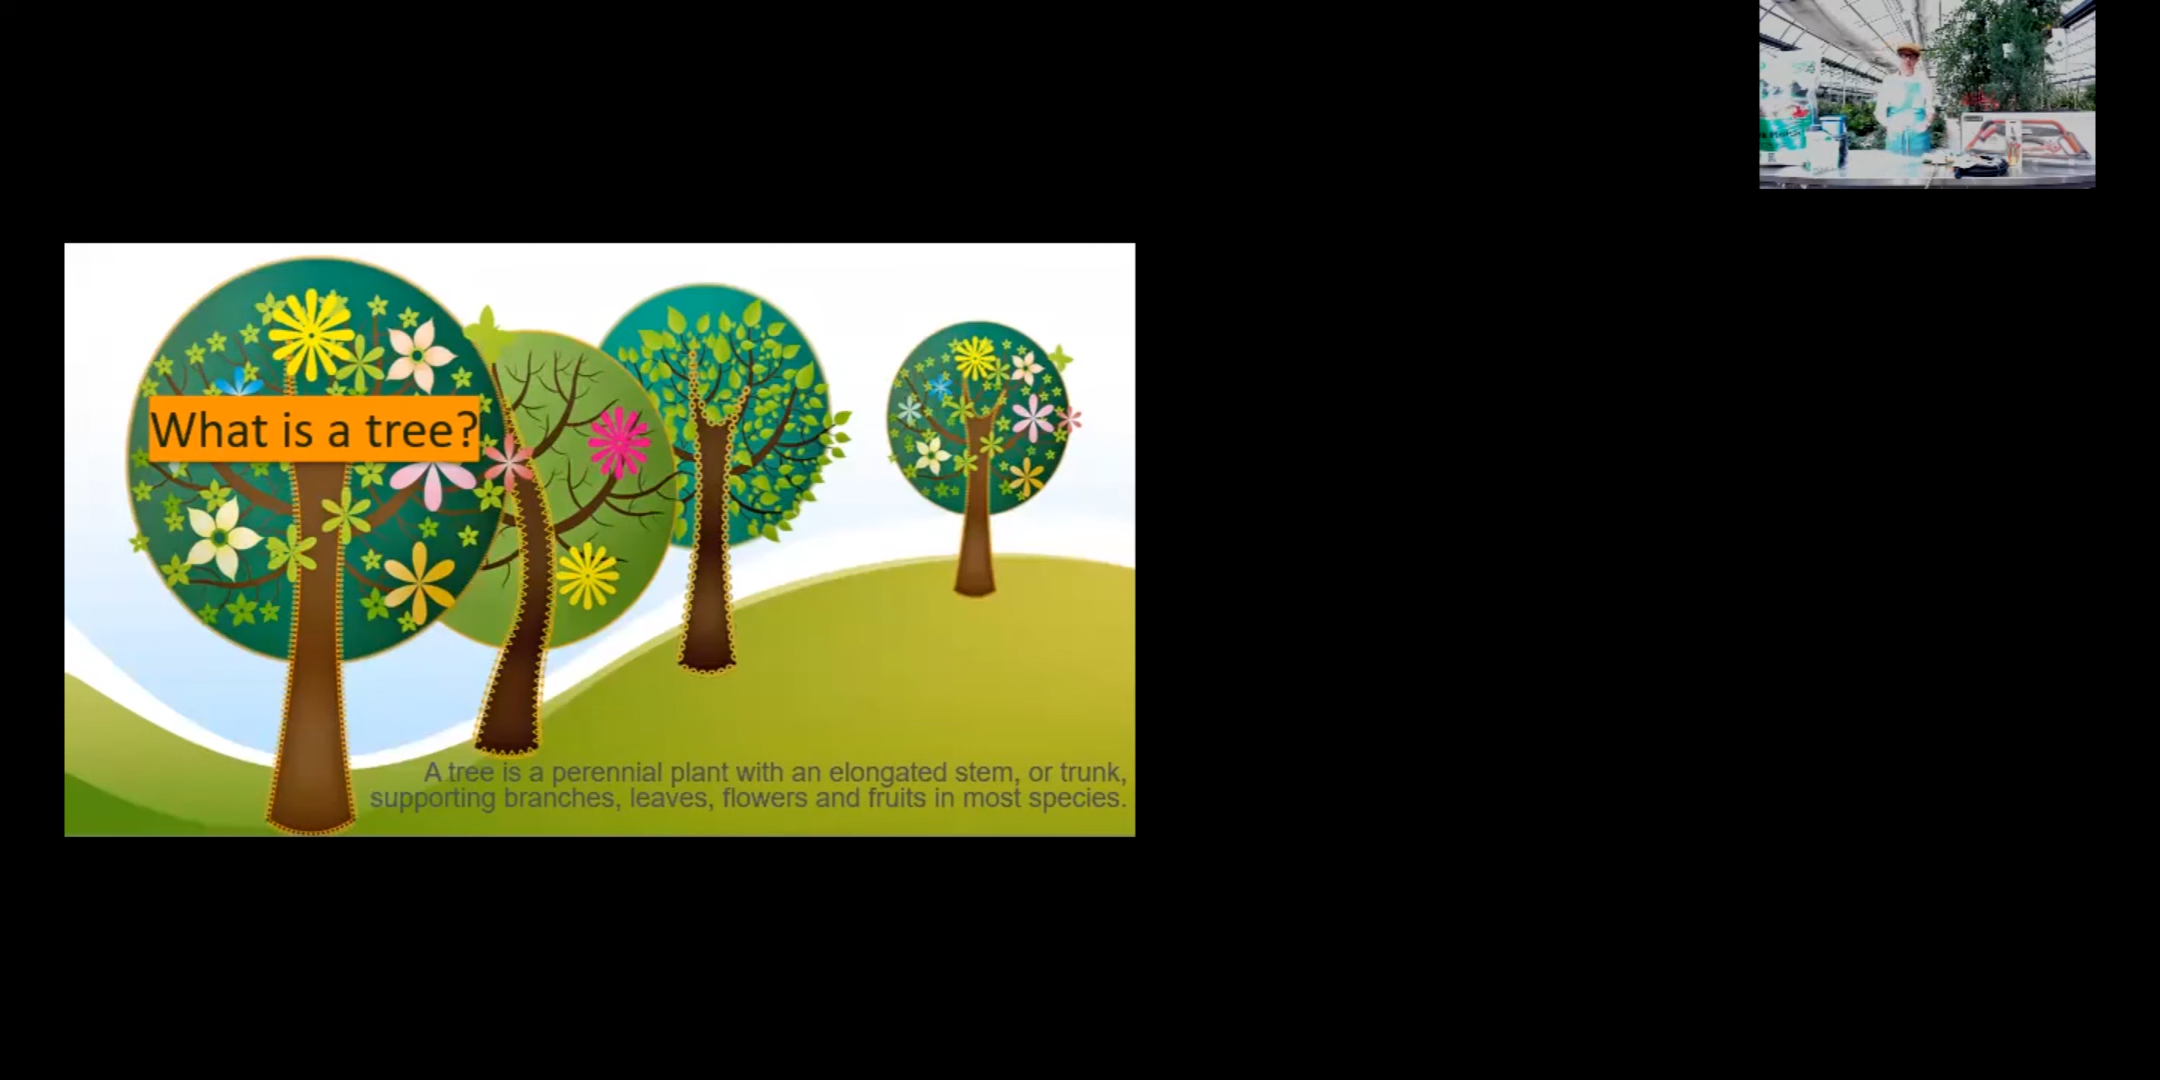 What is a tree?
A tree is a perennial plant with an elongated stem, or trunk,
supporting branches, leaves, flowers and fruits in most species.